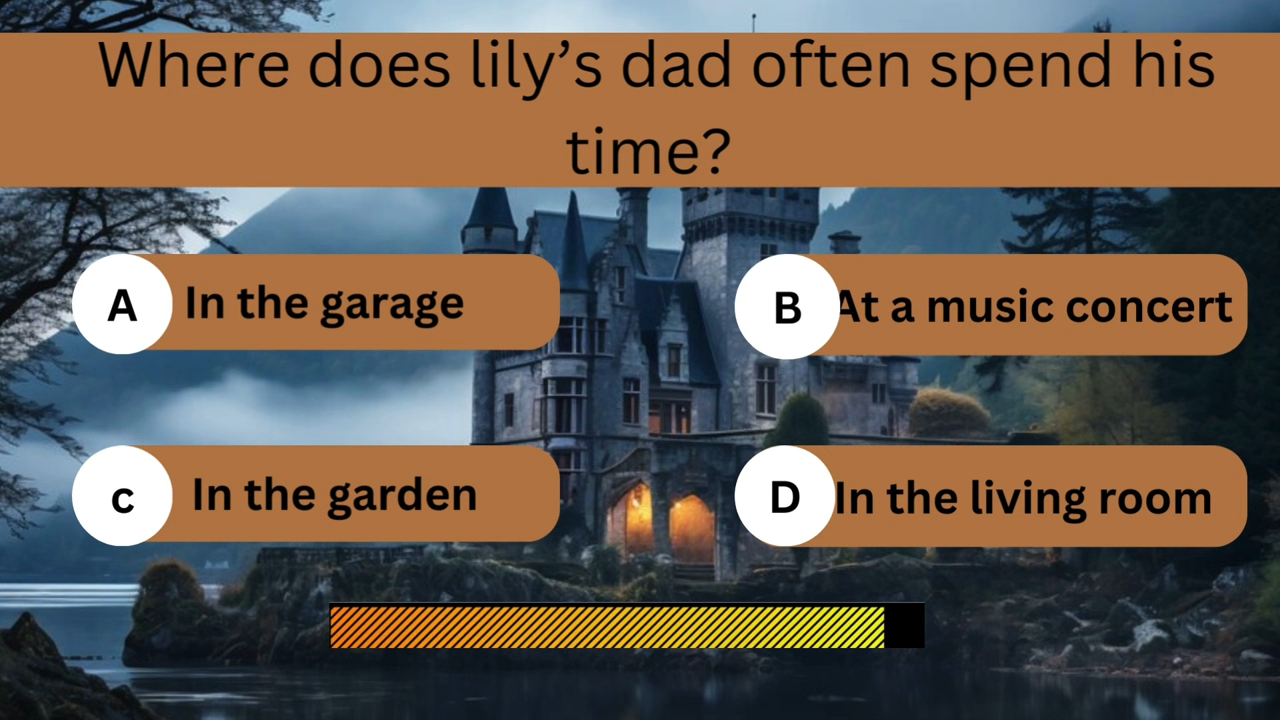 Where does lily’s dad often spend his
time?
A In the garage
B At a music concert
c In the garden
D In the living room